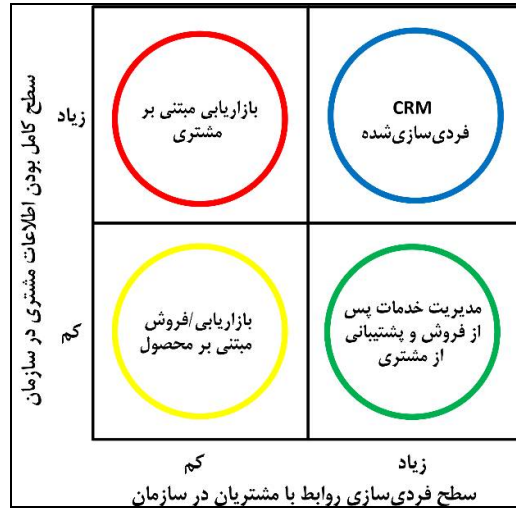 سطح کامل بودن اطلاعات مشتری در سازمان
زیاد
CRM
فردی‌سازی‌شده
بازاریابی مبتنی بر
مشتری
کم
مدیریت خدمات پس
از فروش و پشتیبانی
از مشتری
بازاریابی/فروش
مبتنی بر محصول
زیاد
کم
سطح فردی‌سازی روابط با مشتریان در سازمان